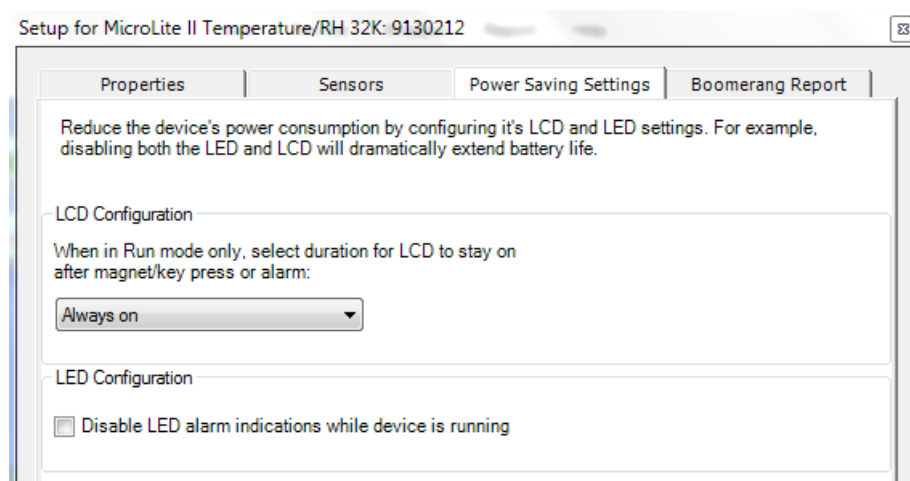 Setup for MicroLite II Temperature/RH 32K: 9130212
Properties Sensors Power Saving Settings Boomerang Report
Reduce the device's power consumption by configuring it's LCD and LED settings. For example,
disabling both the LED and LCD will dramatically extend battery life.
LCD Configuration
When in Run mode only, select duration for LCD to stay on
after magnet/key press or alarm:
Always on
LED Configuration
Disable LED alarm indications while device is running